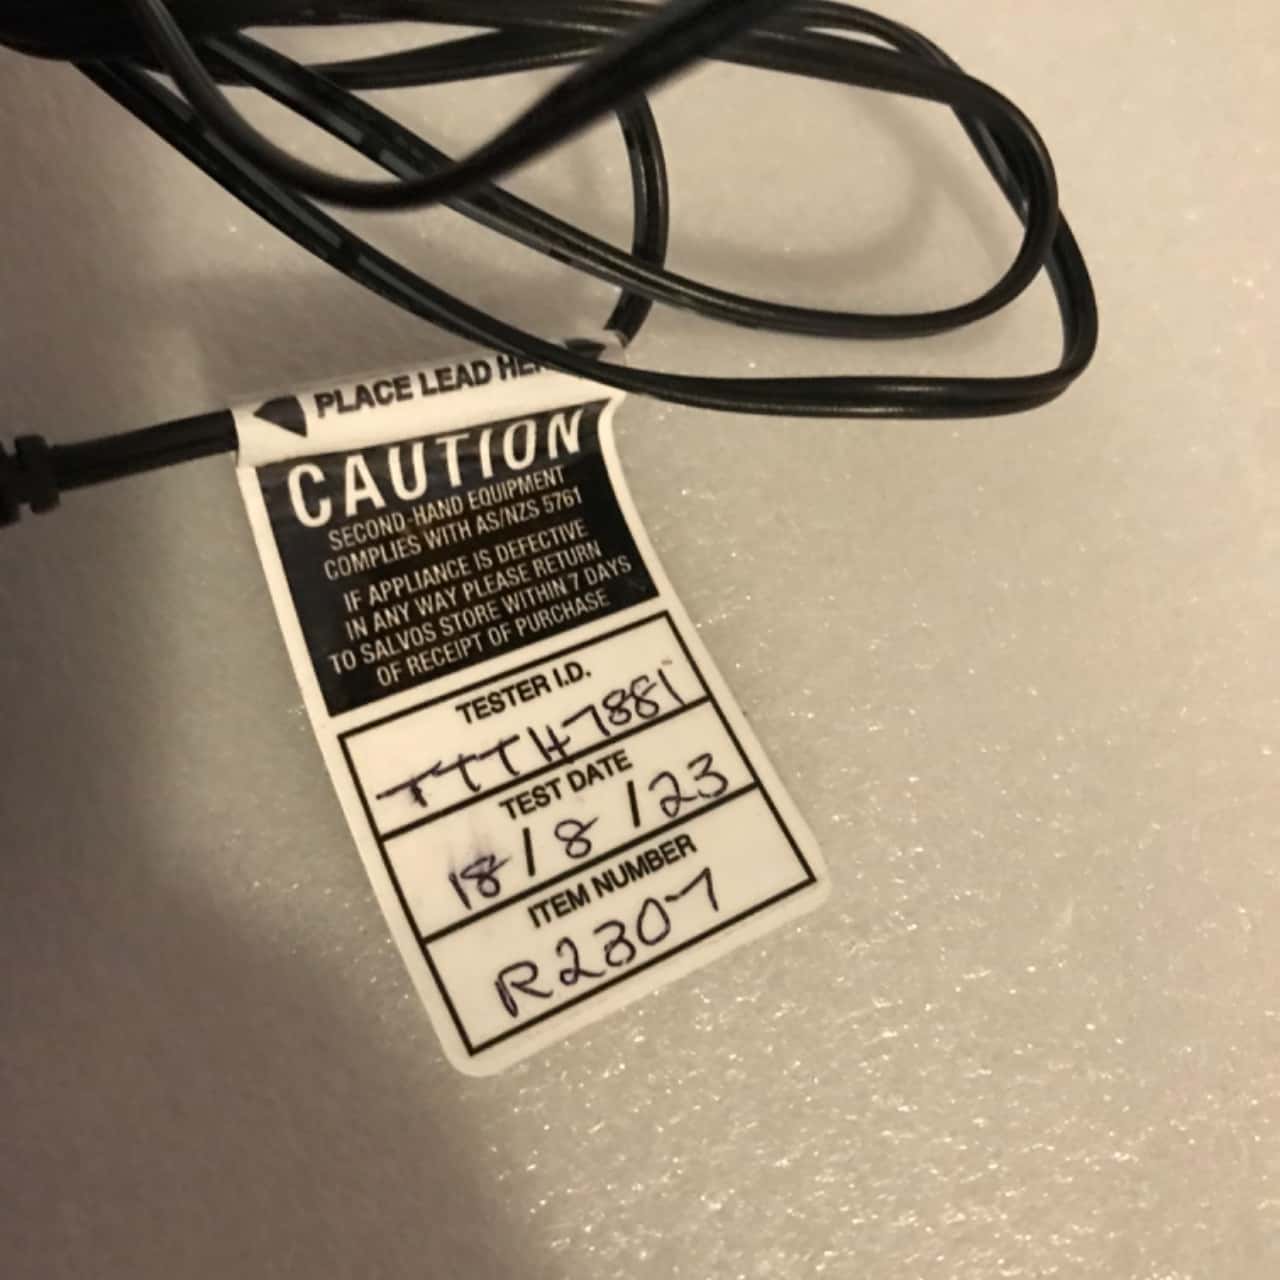 PLACE LEAD HERE
CAUTION
SECOND-HAND EQUIPMENT
COMPLIES WITH AS/NZS 5761
IF APPLIANCE IS DEFECTIVE
IN ANY WAY PLEASE RETURN
TO SALVOS STORE WITHIN 7 DAYS
OF RECEIPT OF PURCHASE
TESTER I.D.
TTTH7881
TEST DATE
18/8/23
ITEM NUMBER
R2307